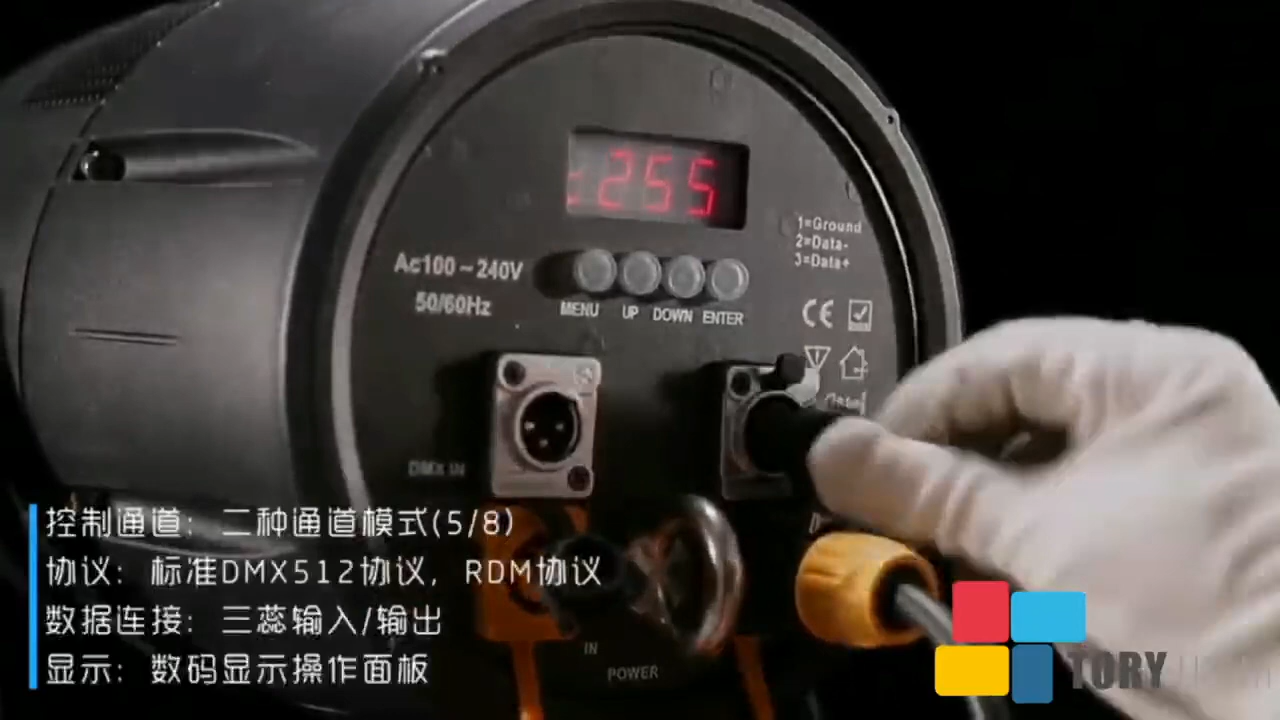 255
1=Ground
2=Data-
3=Data+
Ac100~240V
50/60Hz
MENU UP DOWN ENTER
CE
DMX IN
控制通道: 二种通道模式(5/8)
协议: 标准DMX512协议, RDM协议
数据连接: 三蕊输入/输出
显示: 数码显示操作面板
IN
POWER
TORY